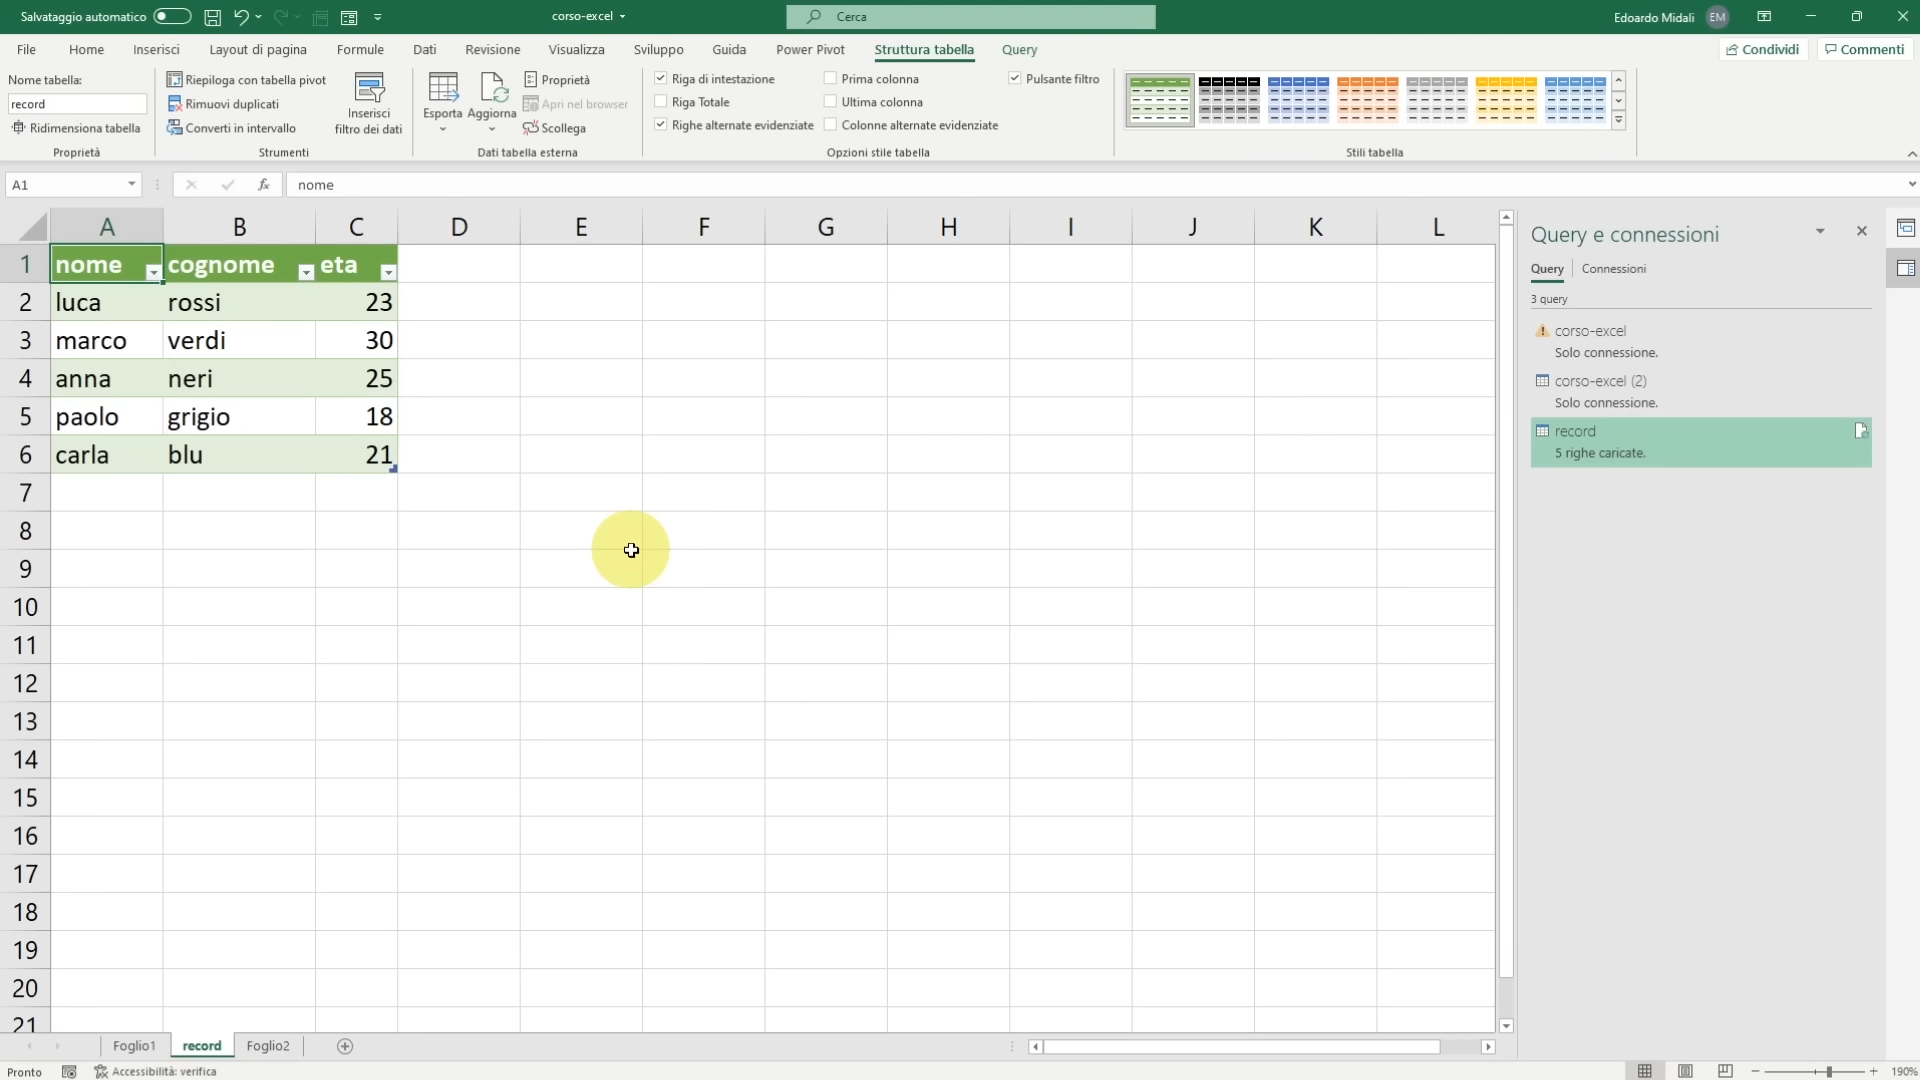 Salvataggio automatico
corso-excel
Cerca
Edoardo Midali
EM
File
Home
Inserisci
Layout di pagina
Formule
Dati
Revisione
Visualizza
Sviluppo
Guida
Power Pivot
Struttura tabella
Query
Condividi
Commenti
Nome tabella:
record
Ridimensiona tabella
Proprietà
Riepiloga con tabella pivot
Rimuovi duplicati
Converti in intervallo
Inserisci
filtro dei dati
Strumenti
Esporta
Aggiorna
Proprietà
Apri nel browser
Scollega
Dati tabella esterna
Riga di intestazione
Riga Totale
Righe alternate evidenziate
Prima colonna
Ultima colonna
Colonne alternate evidenziate
Pulsante filtro
Opzioni stile tabella
Stili tabella
A1
fx
nome
A B C D E F G H I J K L
1 nome cognome eta
2 luca rossi 23
3 marco verdi 30
4 anna neri 25
5 paolo grigio 18
6 carla blu 21
7
8
9
10
11
12
13
14
15
16
17
18
19
20
21
Query e connessioni
Query
Connessioni
3 query
corso-excel
Solo connessione.
corso-excel (2)
Solo connessione.
record
5 righe caricate.
Foglio1
record
Foglio2
Pronto
Accessibilità: verifica
190%